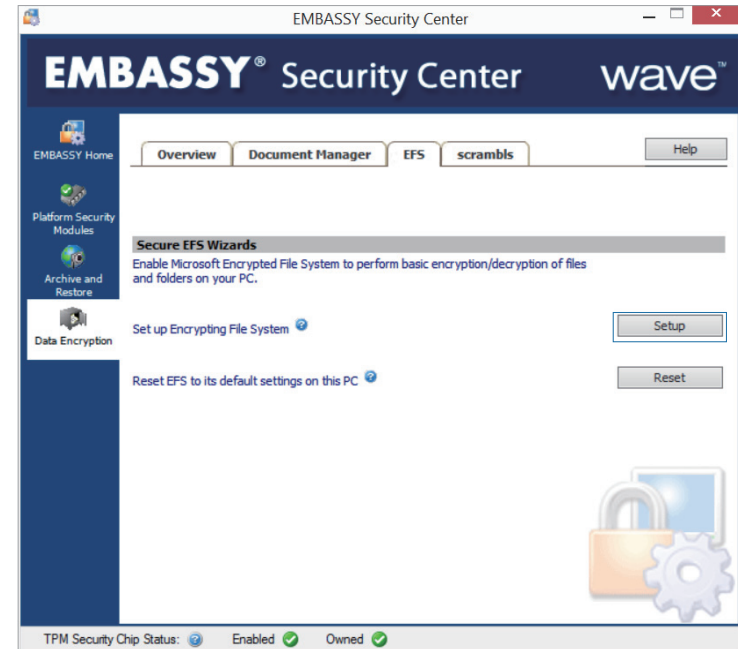 EMBASSY Security Center
EMBASSY® Security Center
wave™
EMBASSY Home
Platform Security
Modules
Archive and
Restore
Data Encryption
Overview
Document Manager
EFS
scrambls
Help
Secure EFS Wizards
Enable Microsoft Encrypted File System to perform basic encryption/decryption of files
and folders on your PC.
Set up Encrypting File System
Setup
Reset EFS to its default settings on this PC
Reset
TPM Security Chip Status:
Enabled
Owned